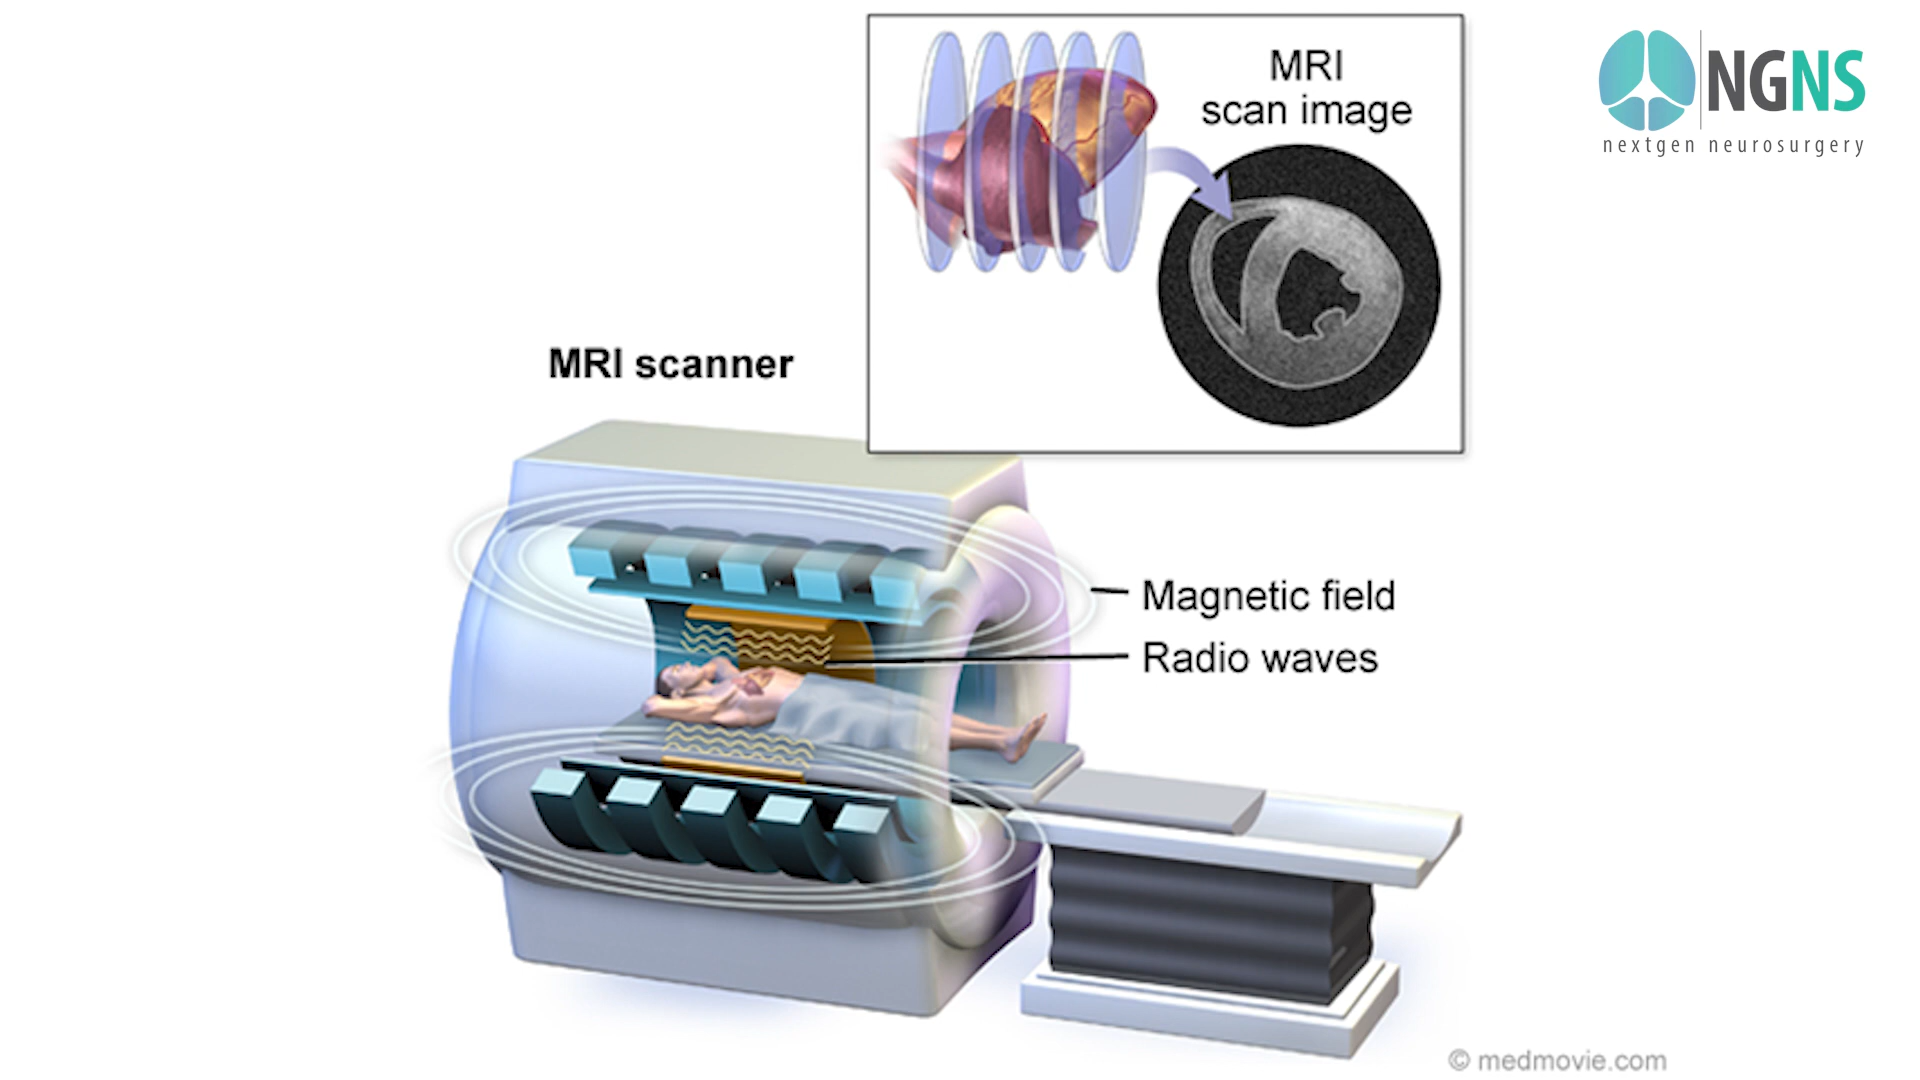 MRI
scan image
NGNS
nextgen neurosurgery
MRI scanner
Magnetic field
Radio waves
© medmovie.com